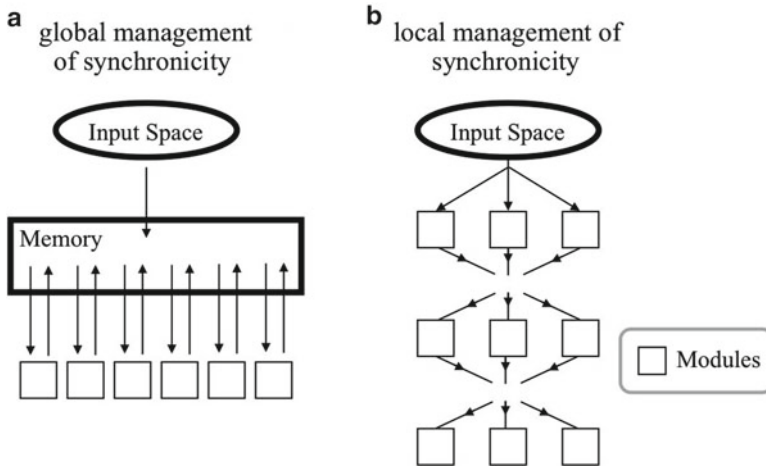 a
global management
of synchronicity
Input Space
Memory
b
local management of
synchronicity
Input Space
Modules